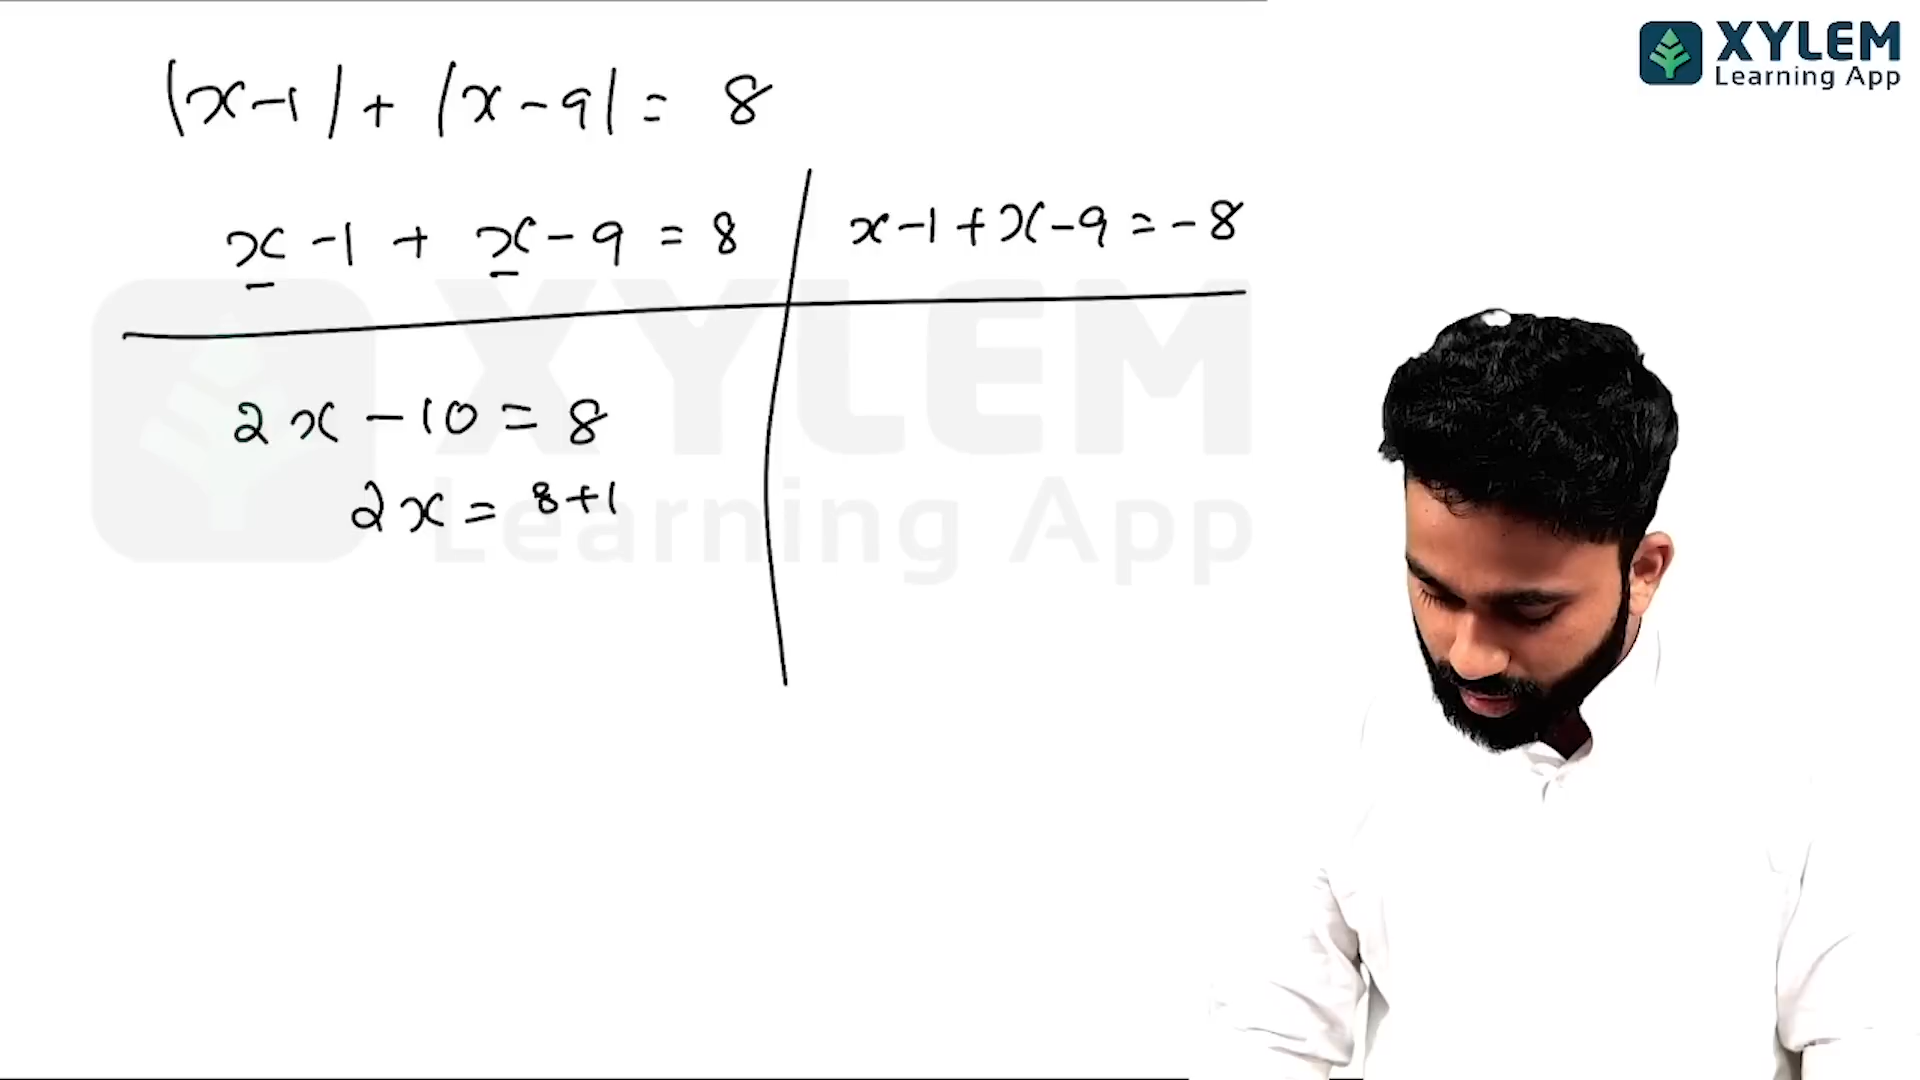 XYLEM
Learning App
|x-1|+|x-9|= 8
x-1+x-9=8
x-1+x-9=-8
2x-10=8
2x=8+1
XYLEM
Learning App